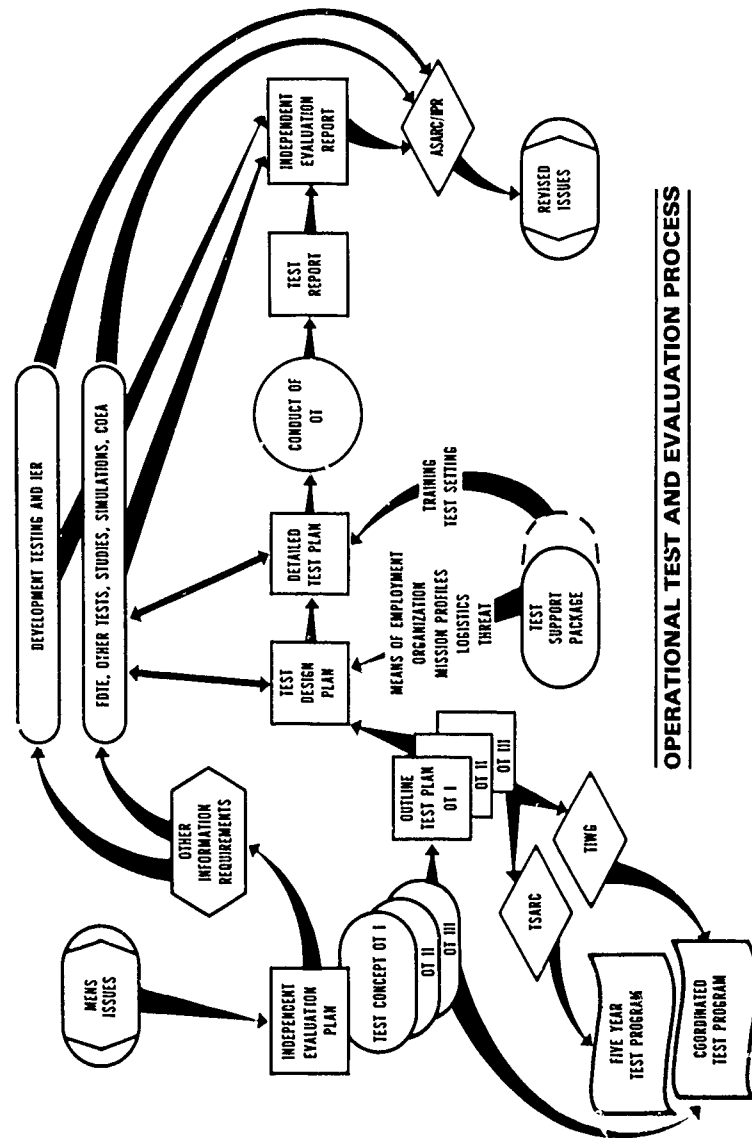 MENS
ISSUES
INDEPENDENT
EVALUATION
PLAN
TEST CONCEPT OT I
OT II
OT III
OTHER
INFORMATION
REQUIREMENTS
DEVELOPMENT TESTING AND IER
FDTE, OTHER TESTS, STUDIES, SIMULATIONS, COEA
OUTLINE
TEST PLAN
OT I
OT II
OT III
TSARC
TIWG
FIVE YEAR
TEST PROGRAM
COORDINATED
TEST PROGRAM
TEST
DESIGN
PLAN
DETAILED
TEST PLAN
CONDUCT OF
OT
TEST
REPORT
INDEPENDENT
EVALUATION
REPORT
ASARC/IPR
REVISED
ISSUES
MEANS OF EMPLOYMENT
ORGANIZATION
MISSION PROFILES
LOGISTICS
THREAT
TRAINING
TEST SETTING
TEST
SUPPORT
PACKAGE
OPERATIONAL TEST AND EVALUATION PROCESS